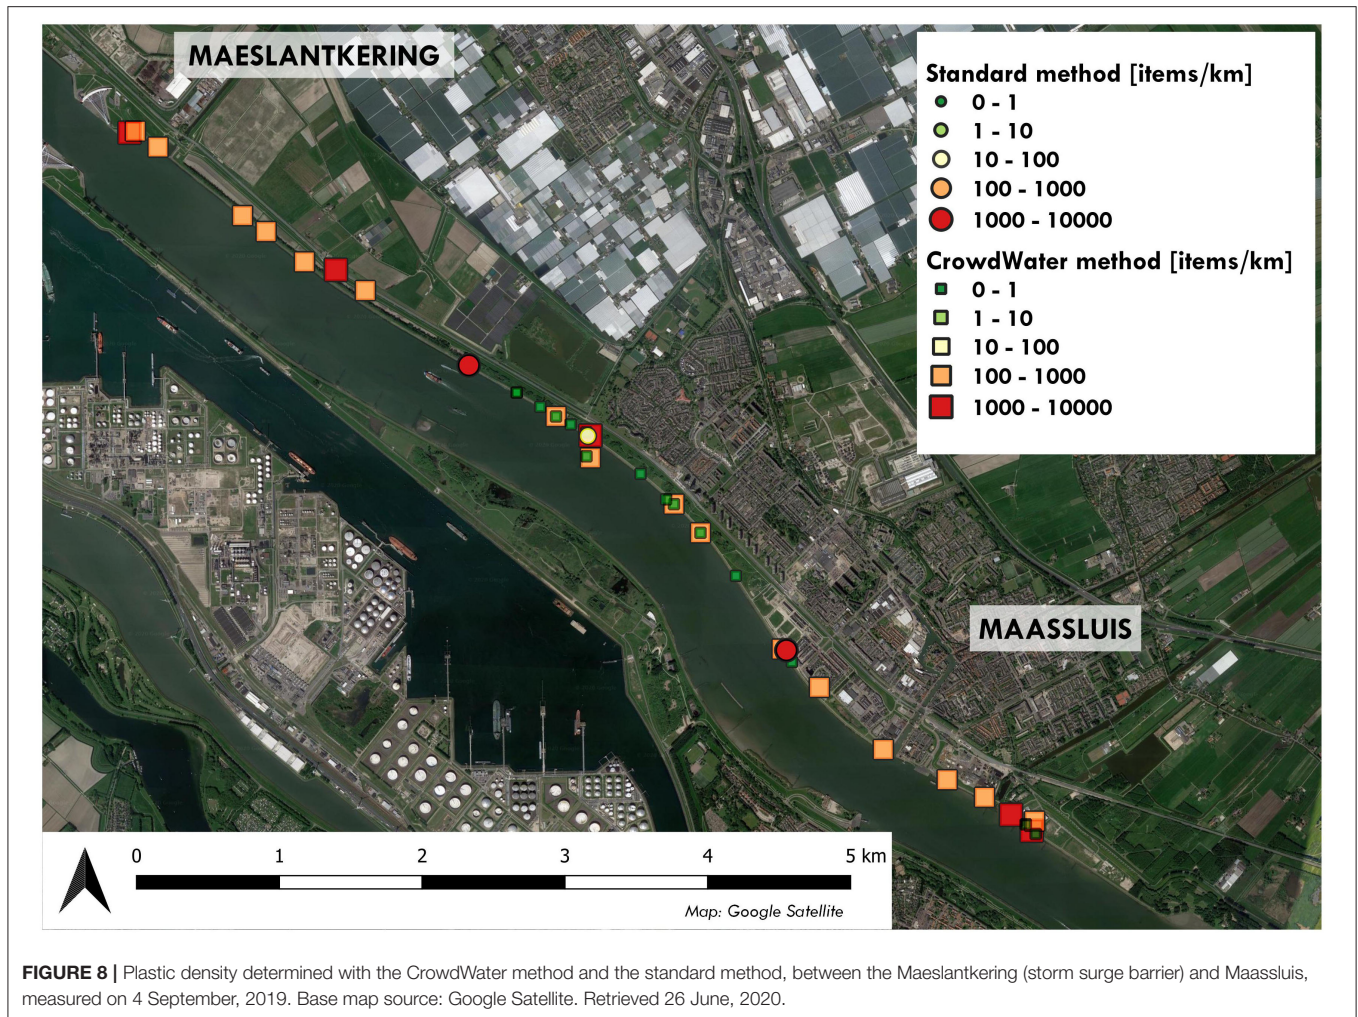 MAESLANTKERING
Standard method [items/km]
0 - 1
1 - 10
10 - 100
100 - 1000
1000 - 10000
CrowdWater method [items/km]
0 - 1
1 - 10
10 - 100
100 - 1000
1000 - 10000
MAASSLUIS
0 1 2 3 4 5 km
Map: Google Satellite
FIGURE 8 | Plastic density determined with the CrowdWater method and the standard method, between the Maeslantkering (storm surge barrier) and Maassluis,
measured on 4 September, 2019. Base map source: Google Satellite. Retrieved 26 June, 2020.